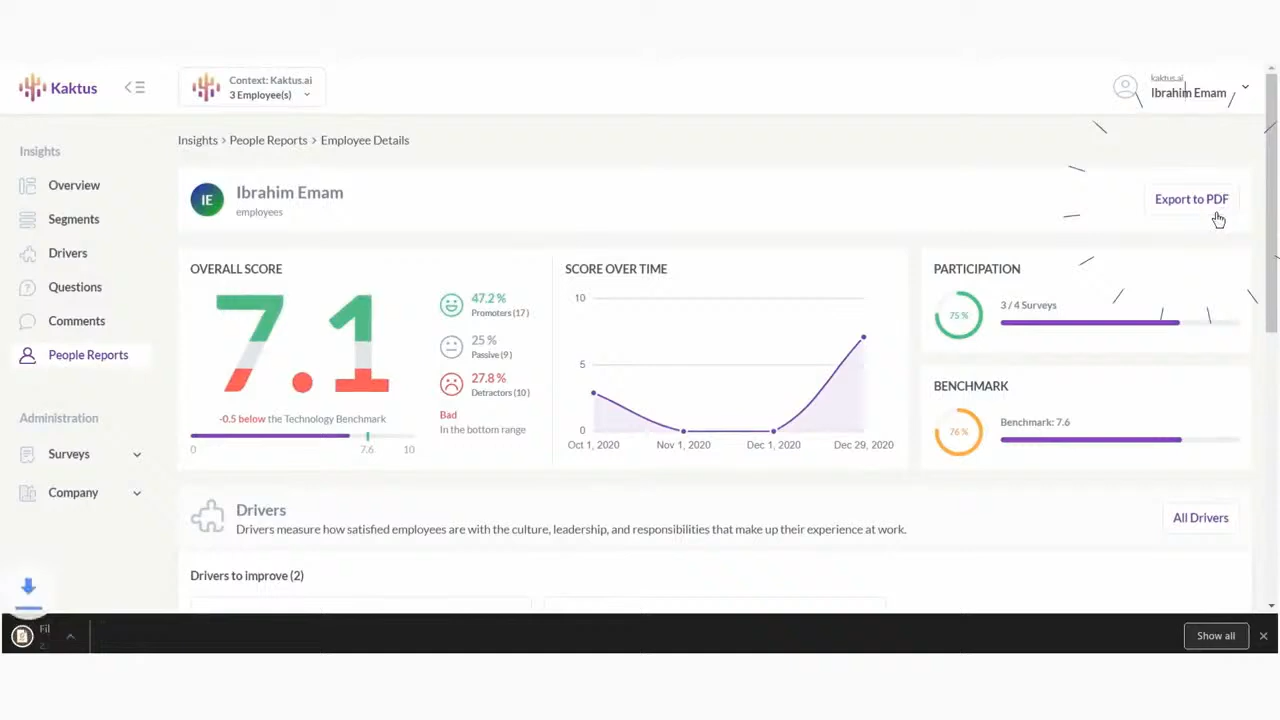 Kaktus
Context: Kaktus.ai
3 Employee(s)
kaktus.ai
Ibrahim Emam
Insights > People Reports > Employee Details
Insights
Overview
Segments
Drivers
Questions
Comments
People Reports
Administration
Surveys
Company
IE
Ibrahim Emam
employees
Export to PDF
OVERALL SCORE
7.1
-0.5 below the Technology Benchmark
0
7.6
10
47.2 %
Promoters (17)
25 %
Passive (9)
27.8 %
Detractors (10)
Bad
In the bottom range
SCORE OVER TIME
10
5
0
Oct 1, 2020
Nov 1, 2020
Dec 1, 2020
Dec 29, 2020
PARTICIPATION
75 %
3 / 4 Surveys
BENCHMARK
76 %
Benchmark: 7.6
Drivers
Drivers measure how satisfied employees are with the culture, leadership, and responsibilities that make up their experience at work.
All Drivers
Drivers to improve (2)
Fil
Show all